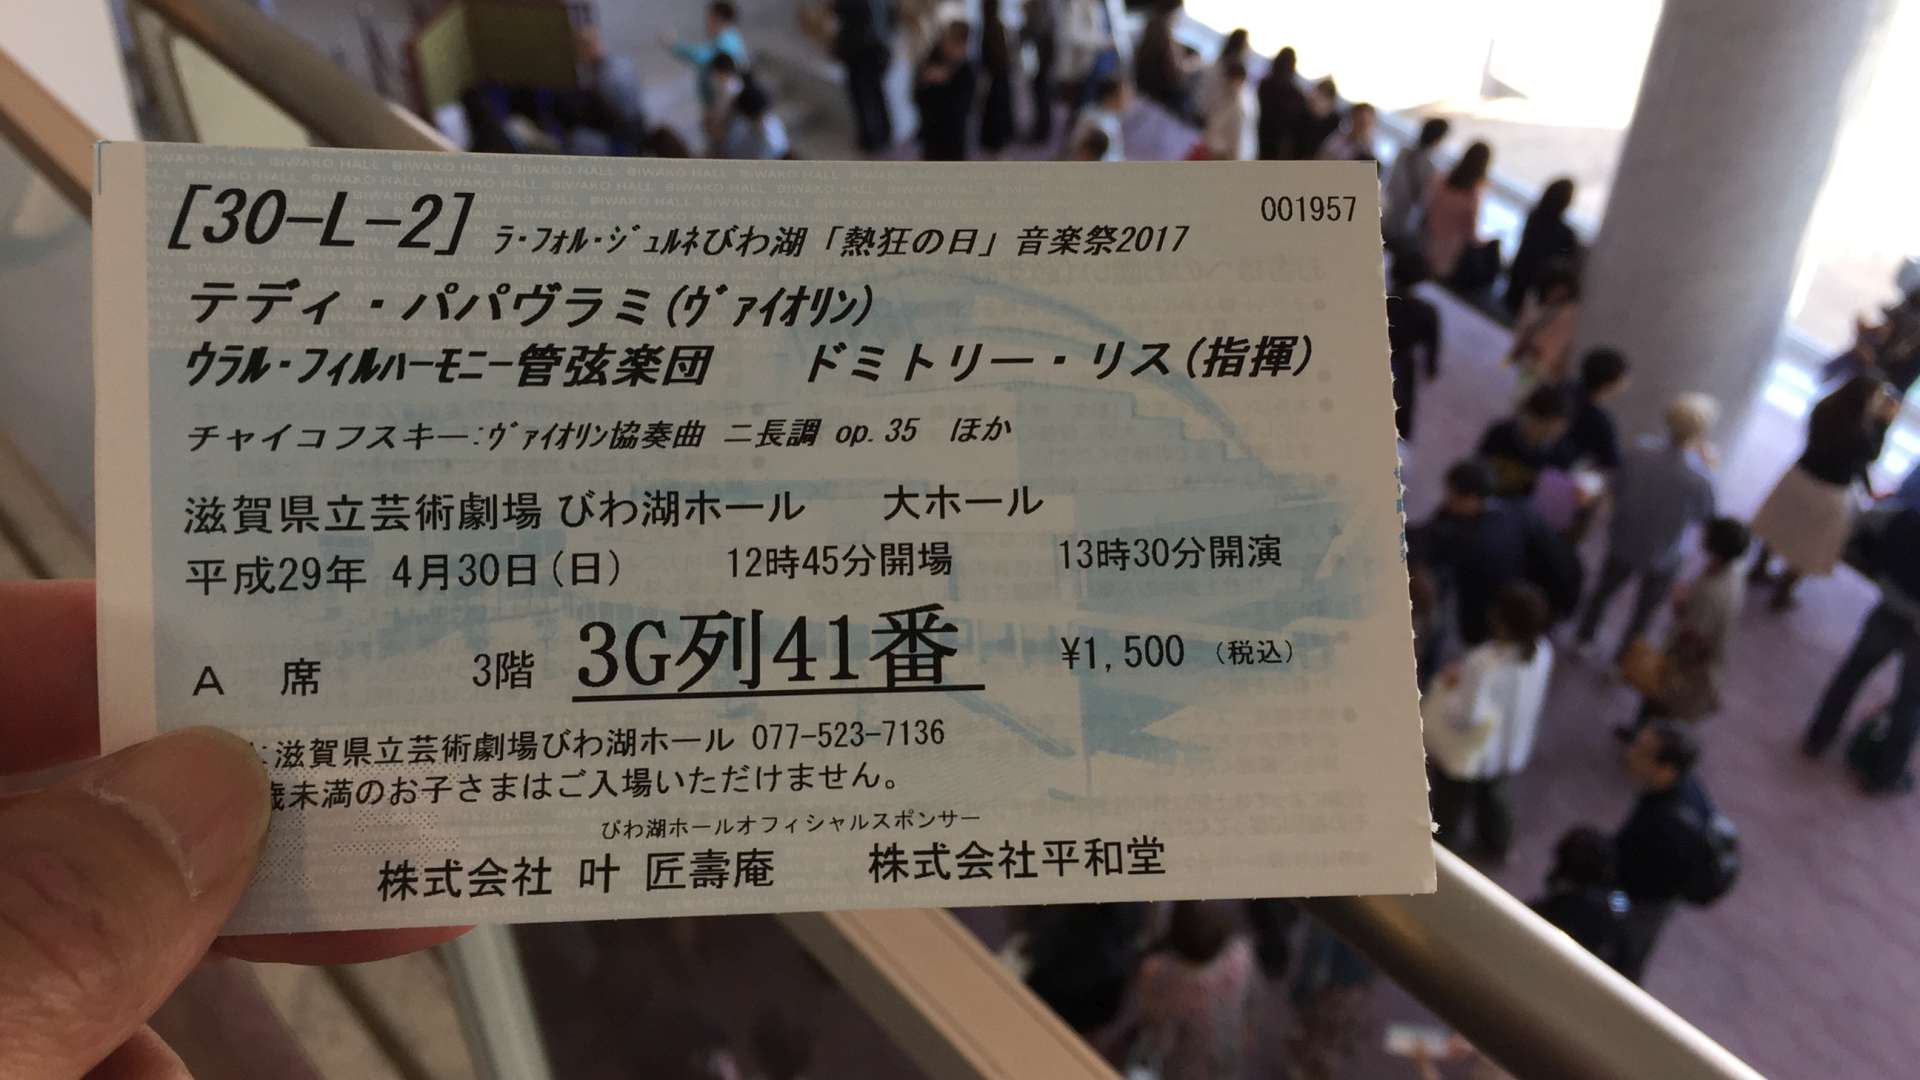 [30-L-2] ラ・フォル・ジュルネびわ湖「熱狂の日」音楽祭2017
001957
テディ・パパヴラミ(ヴァイオリン)
ウラル・フィルハーモニー管弦楽団 ドミトリー・リス(指揮)
チャイコフスキー:ヴァイオリン協奏曲 ニ長調 op.35 ほか
滋賀県立芸術劇場 びわ湖ホール 大ホール
平成29年 4月30日(日) 12時45分開場 13時30分開演
A 席 3階 3G列41番 ¥1,500 (税込)
滋賀県立芸術劇場びわ湖ホール 077-523-7136
歳未満のお子さまはご入場いただけません。
びわ湖ホールオフィシャルスポンサー
株式会社 叶 匠壽庵 株式会社平和堂